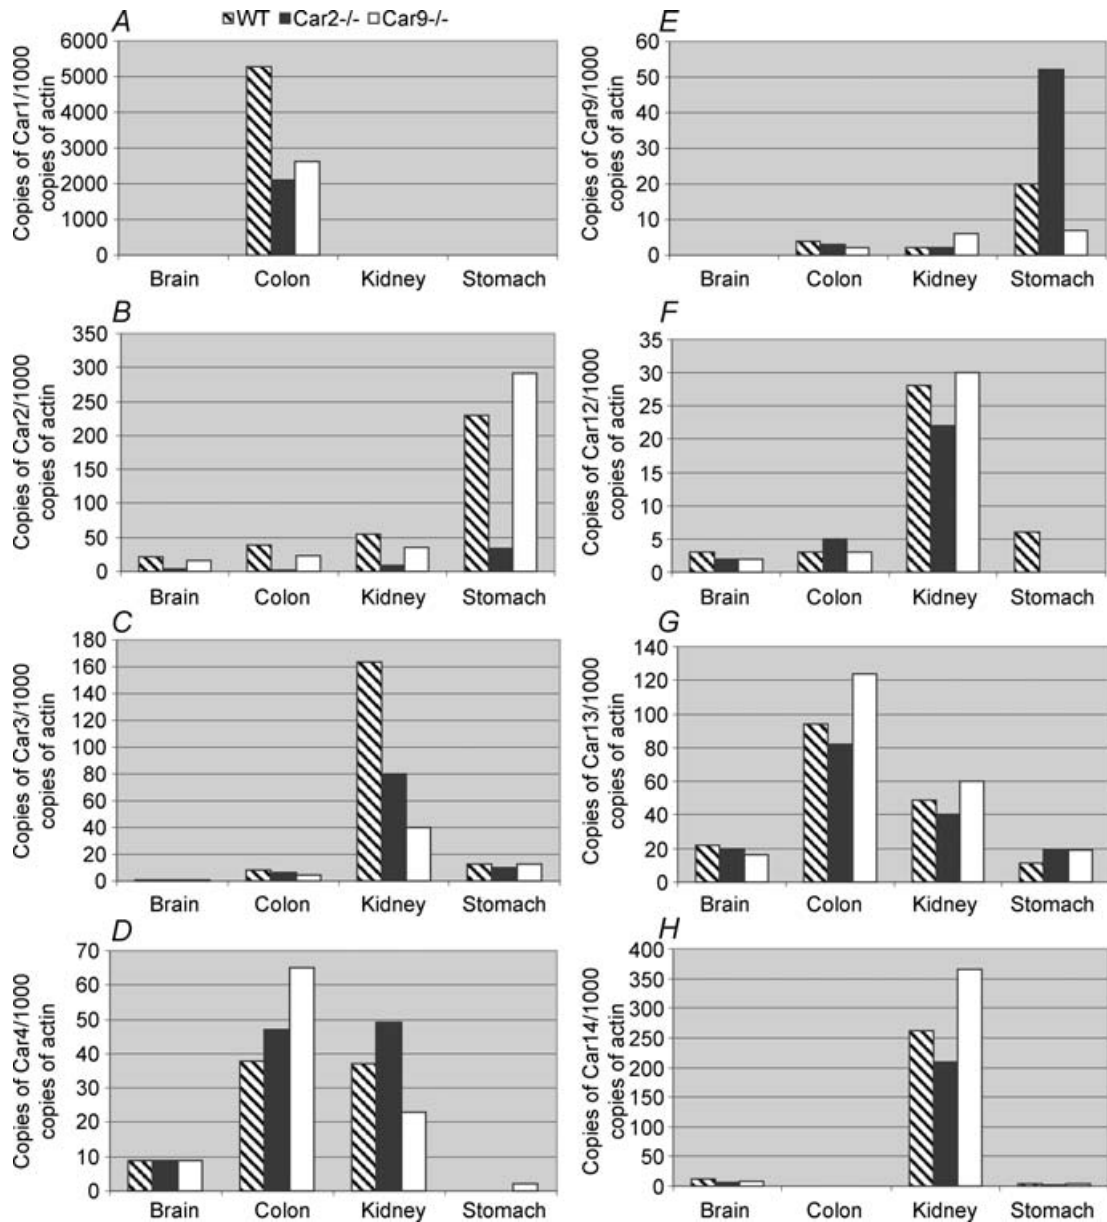 WT Car2-/- Car9-/-
A
Copies of Car1/1000
copies of actin
6000
5000
4000
3000
2000
1000
0
Brain Colon Kidney Stomach
B
Copies of Car2/1000
copies of actin
350
300
250
200
150
100
50
0
Brain Colon Kidney Stomach
C
Copies of Car3/1000
copies of actin
180
160
140
120
100
80
60
40
20
0
Brain Colon Kidney Stomach
D
Copies of Car4/1000
copies of actin
70
60
50
40
30
20
10
0
Brain Colon Kidney Stomach
E
Copies of Car9/1000
copies of actin
60
50
40
30
20
10
0
Brain Colon Kidney Stomach
F
Copies of Car12/1000
copies of actin
35
30
25
20
15
10
5
0
Brain Colon Kidney Stomach
G
Copies of Car13/1000
copies of actin
140
120
100
80
60
40
20
0
Brain Colon Kidney Stomach
H
Copies of Car14/1000
copies of actin
400
350
300
250
200
150
100
50
0
Brain Colon Kidney Stomach